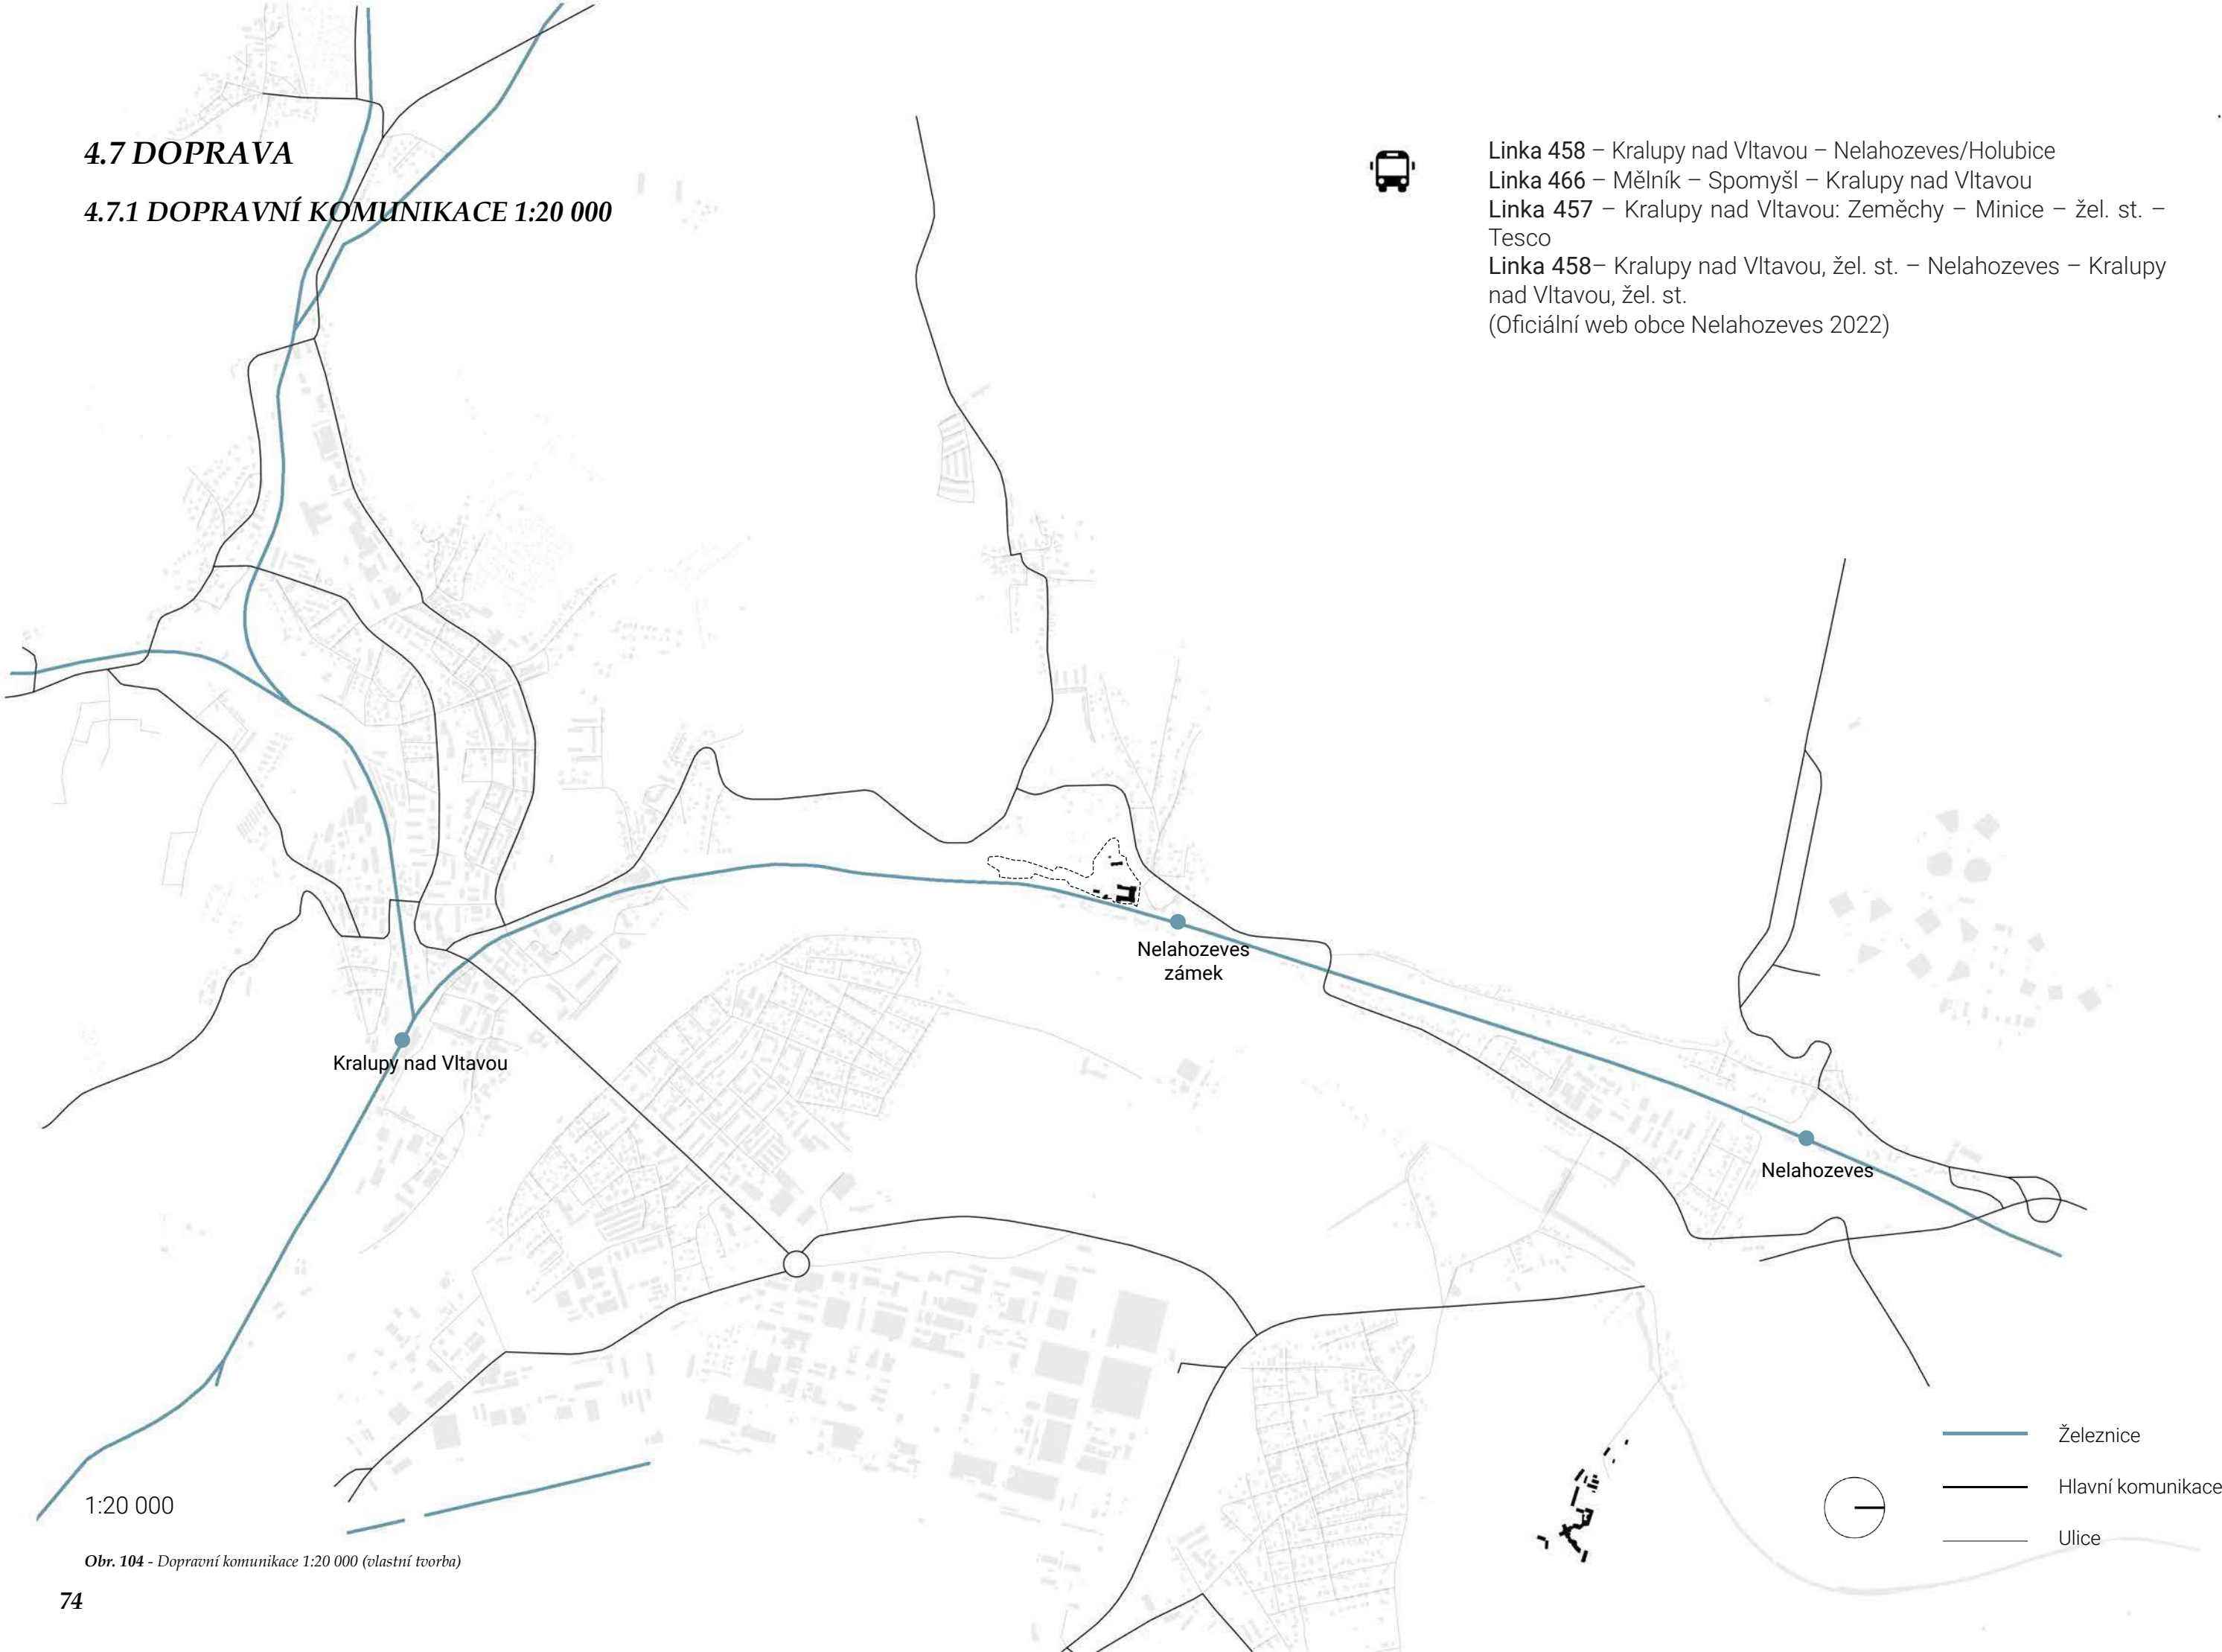 4.7 DOPRAVA
4.7.1 DOPRAVNÍ KOMUNIKACE 1:20 000
Linka 458 – Kralupy nad Vltavou – Nelahozeves/Holubice
Linka 466 – Mělník – Spomyšl – Kralupy nad Vltavou
Linka 457 – Kralupy nad Vltavou: Zeměchy – Minice – žel. st. –
Tesco
Linka 458– Kralupy nad Vltavou, žel. st. – Nelahozeves – Kralupy
nad Vltavou, žel. st.
(Oficiální web obce Nelahozeves 2022)
Nelahozeves
zámek
Kralupy nad Vltavou
Nelahozeves
Železnice
Hlavní komunikace
Ulice
1:20 000
Obr. 104 - Dopravní komunikace 1:20 000 (vlastní tvorba)
74